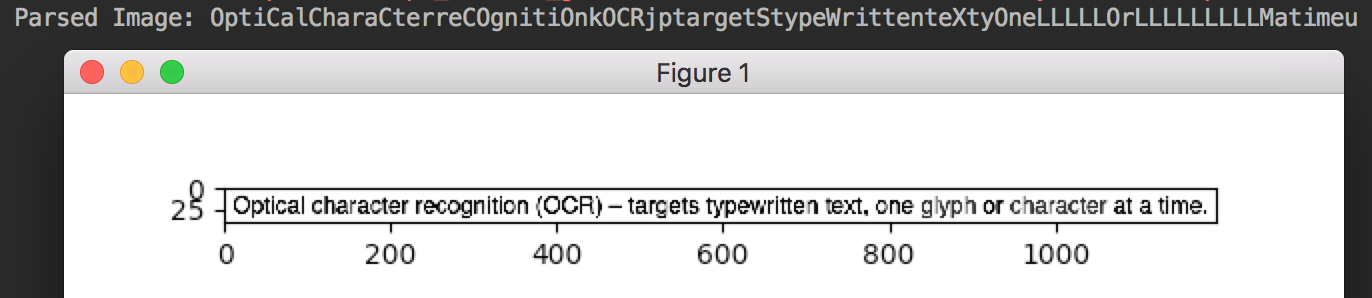 Parsed Image: OptiCalCharaCterreCOgnitiOnkOCRjptargetStypeWrittenteXtyOneLLLLLOrLLLLLLLLLMatimeu
Figure 1
0
25
Optical character recognition (OCR) – targets typewritten text, one glyph or character at a time.
0 200 400 600 800 1000